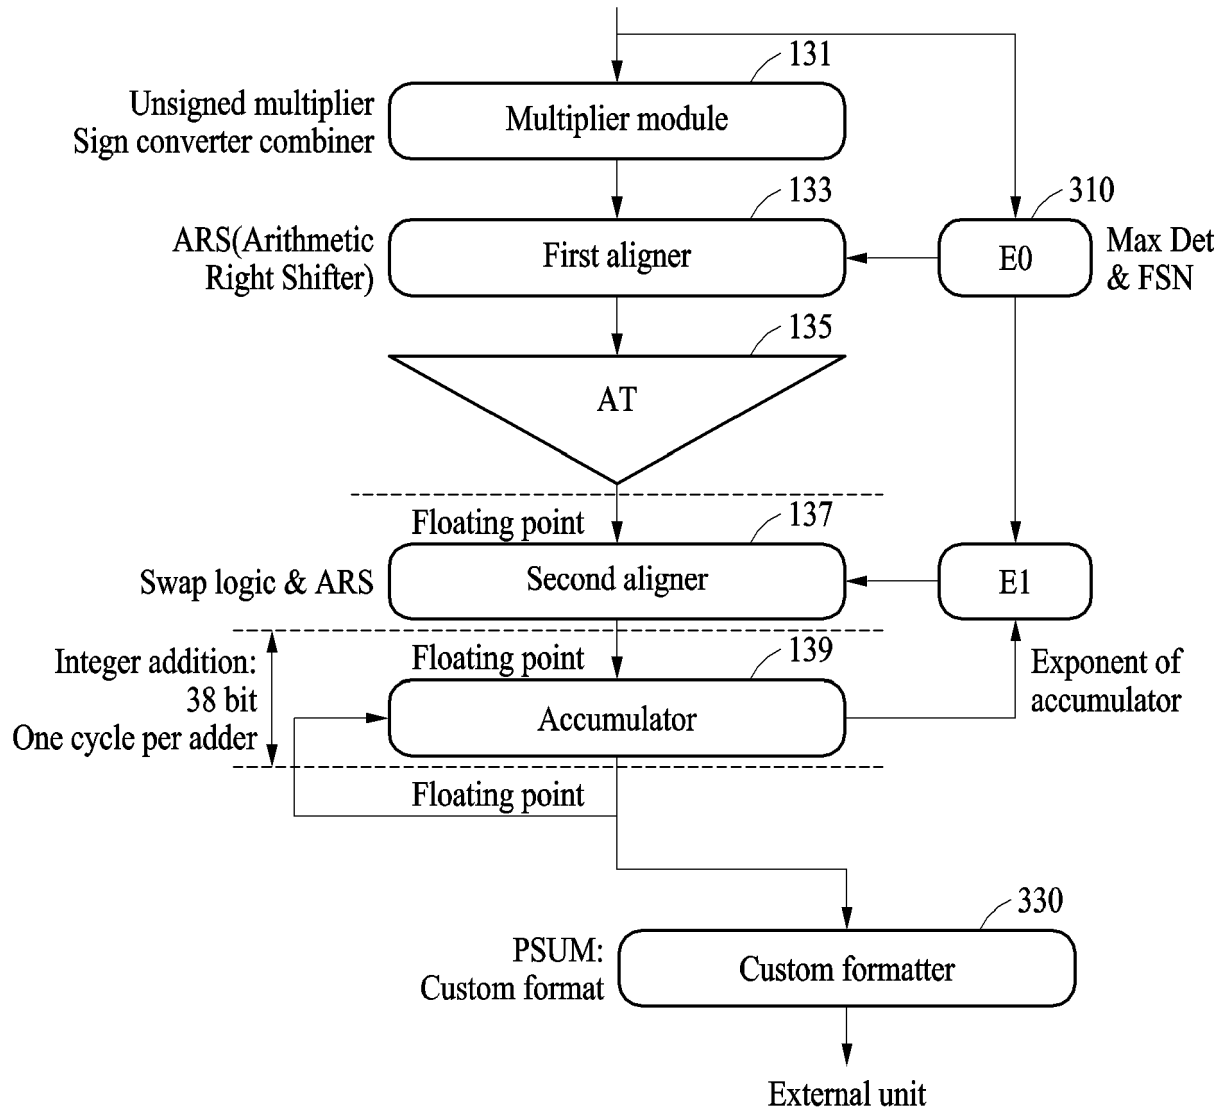 131
Unsigned multiplier
Sign converter combiner
Multiplier module
133
310
ARS(Arithmetic
Right Shifter)
First aligner
E0
Max Det
& FSN
135
AT
Floating point
137
Swap logic & ARS
Second aligner
E1
Integer addition:
38 bit
One cycle per adder
Floating point
139
Accumulator
Exponent of
accumulator
Floating point
330
PSUM:
Custom format
Custom formatter
External unit